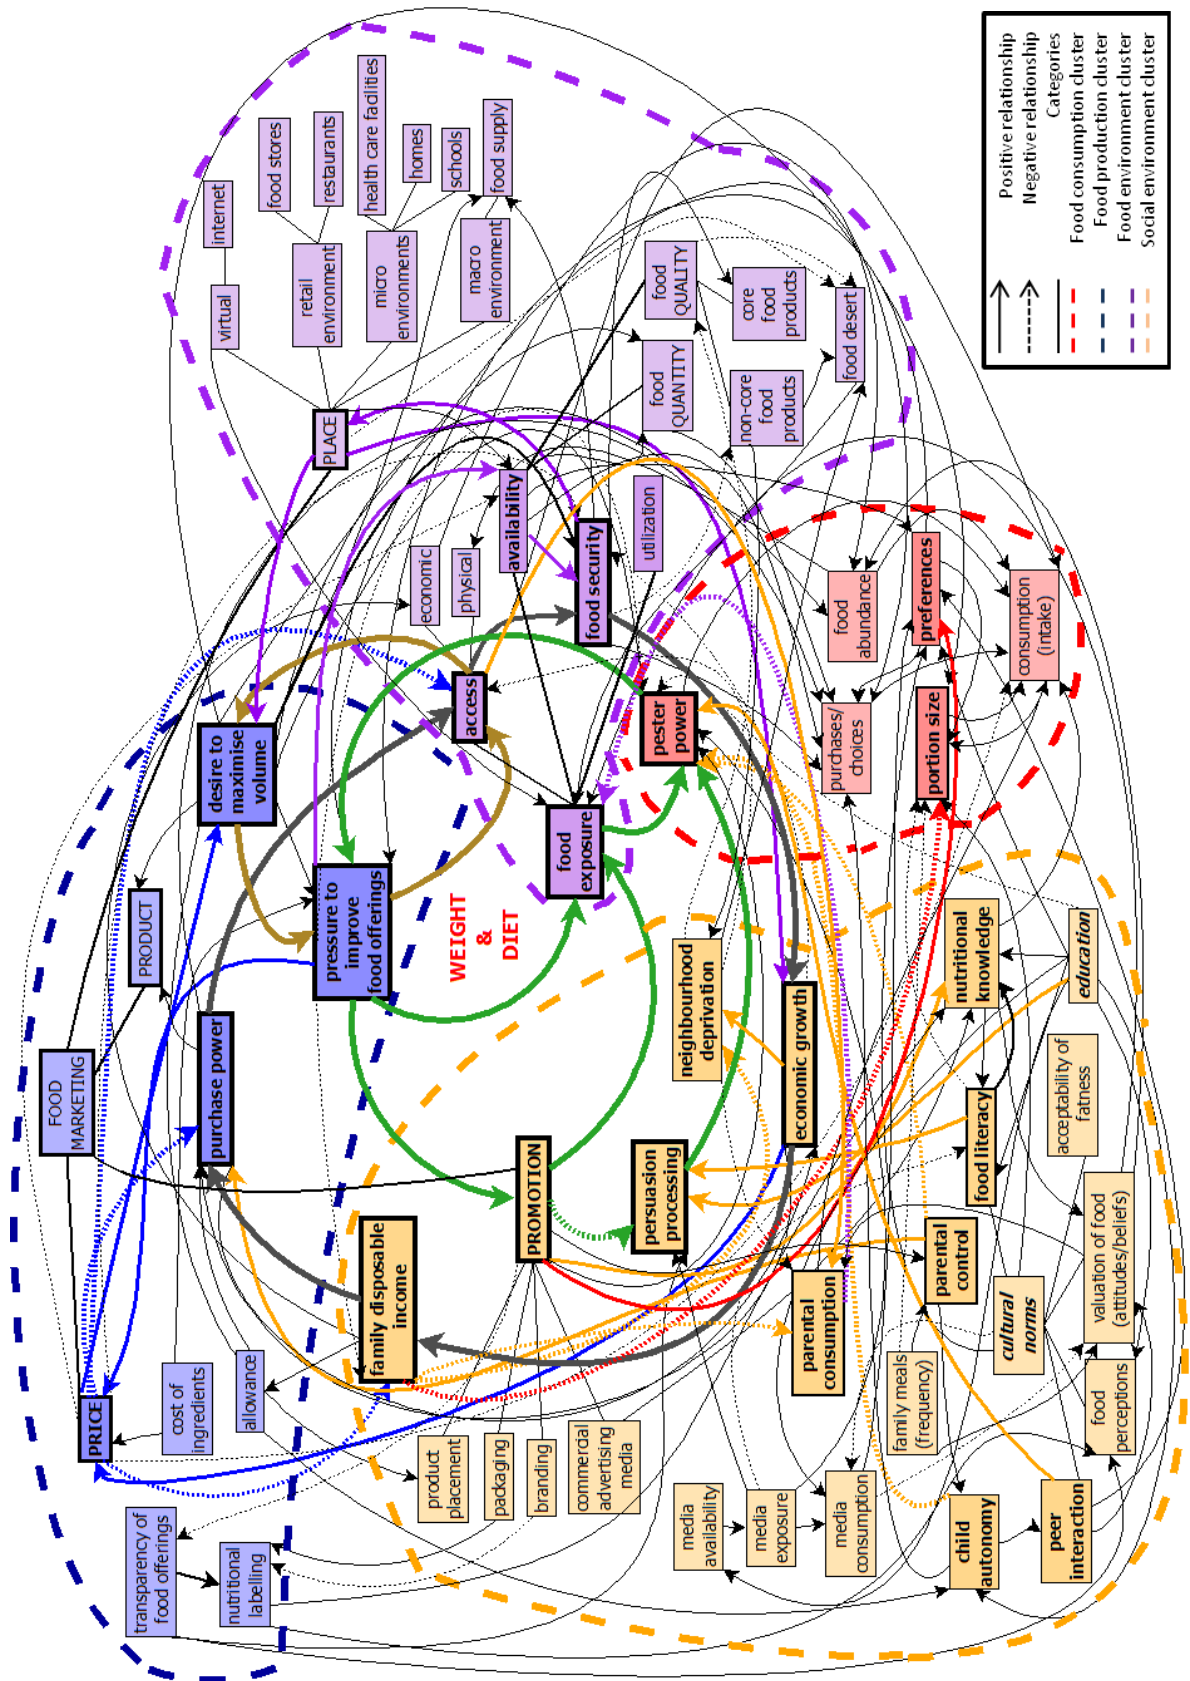 transparency of
food offerings
nutritional
labelling
PRICE
cost of
ingredients
allowance
FOOD
MARKETING
PRODUCT
purchase power
desire to
maximise
volume
pressure to
improve
food offerings
virtual
internet
PLACE
retail
environment
food stores
restaurants
micro
environments
health care facilities
homes
schools
macro
environment
food supply
family disposable
income
product
placement
packaging
branding
commercial
advertising
media
PROMOTION
WEIGHT
&
DIET
economic
physical
access
availability
food security
utilization
food
exposure
food
QUANTITY
food
QUALITY
non-core
food
products
core
food
products
food desert
media
availability
media
exposure
media
consumption
persuasion
processing
neighbourhood
deprivation
economic growth
parental
consumption
pester
power
purchases/
choices
food
abundance
preferences
portion size
consumption
(intake)
family meals
(frequency)
parental
control
child
autonomy
peer
interaction
cultural
norms
food literacy
nutritional
knowledge
education
acceptability of
fatness
valuation of food
(attitudes/beliefs)
food
perceptions
Positive relationship
Negative relationship
Categories
Food consumption cluster
Food production cluster
Food environment cluster
Social environment cluster